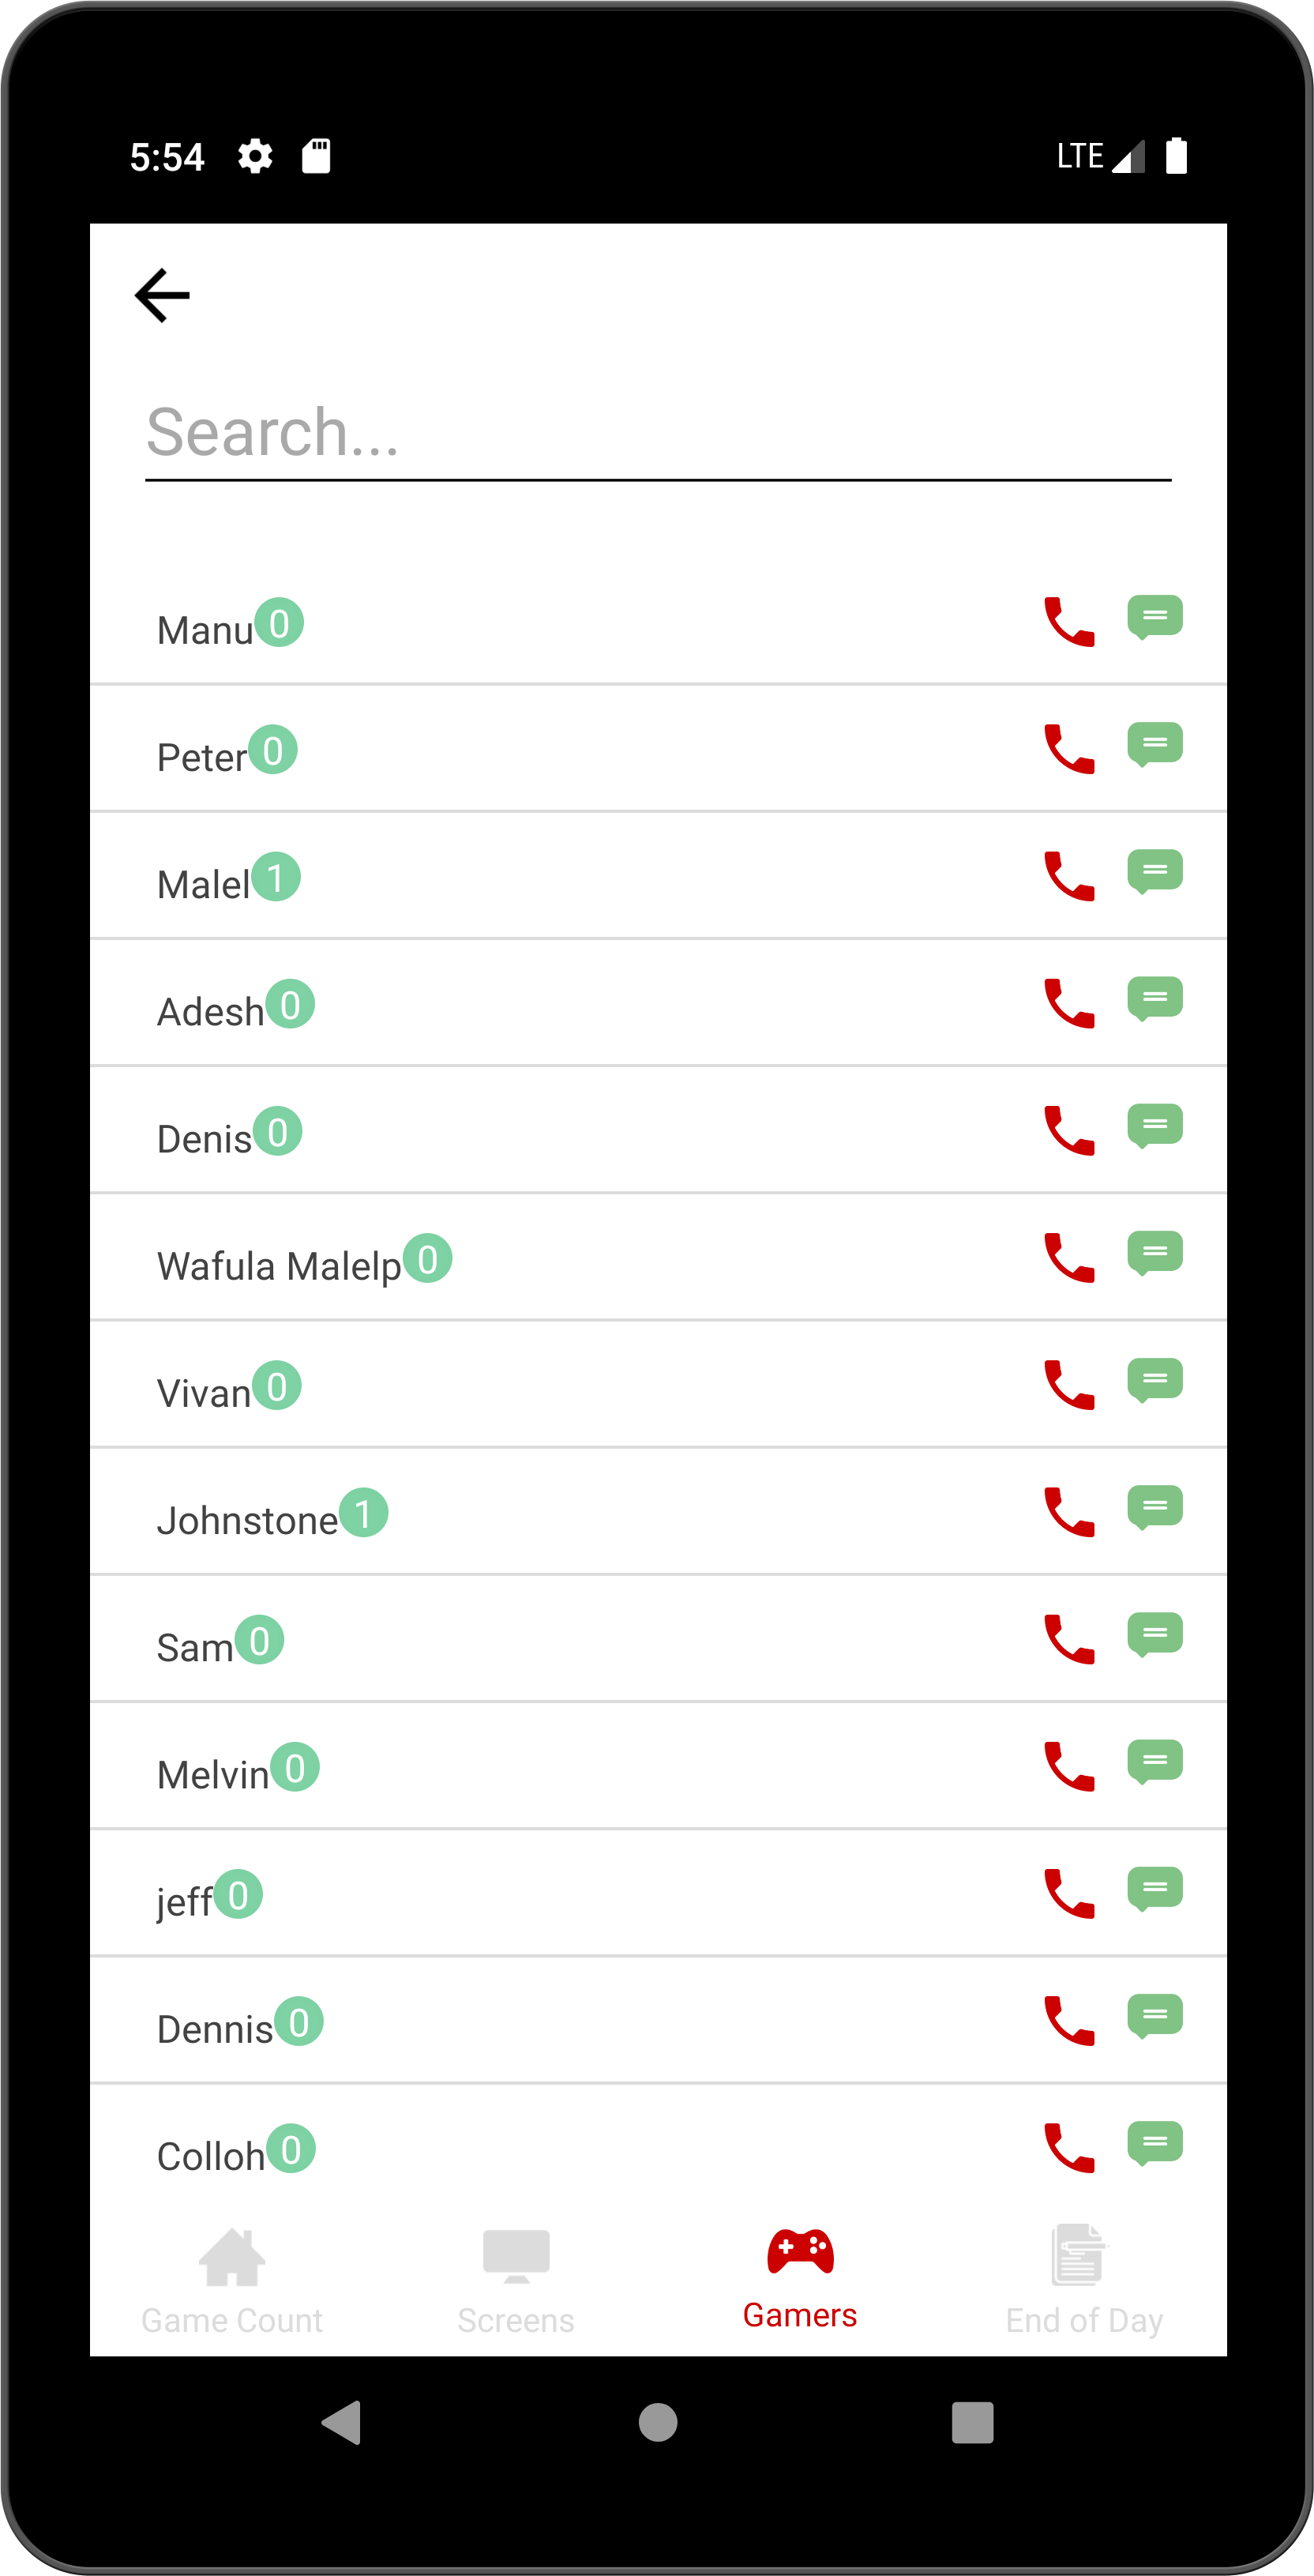 5:54 LTE
Search...
Manu 0
Peter 0
Malel 1
Adesh 0
Denis 0
Wafula Malelp 0
Vivan 0
Johnstone 1
Sam 0
Melvin 0
jeff 0
Dennis 0
Colloh 0
Game Count Screens Gamers End of Day